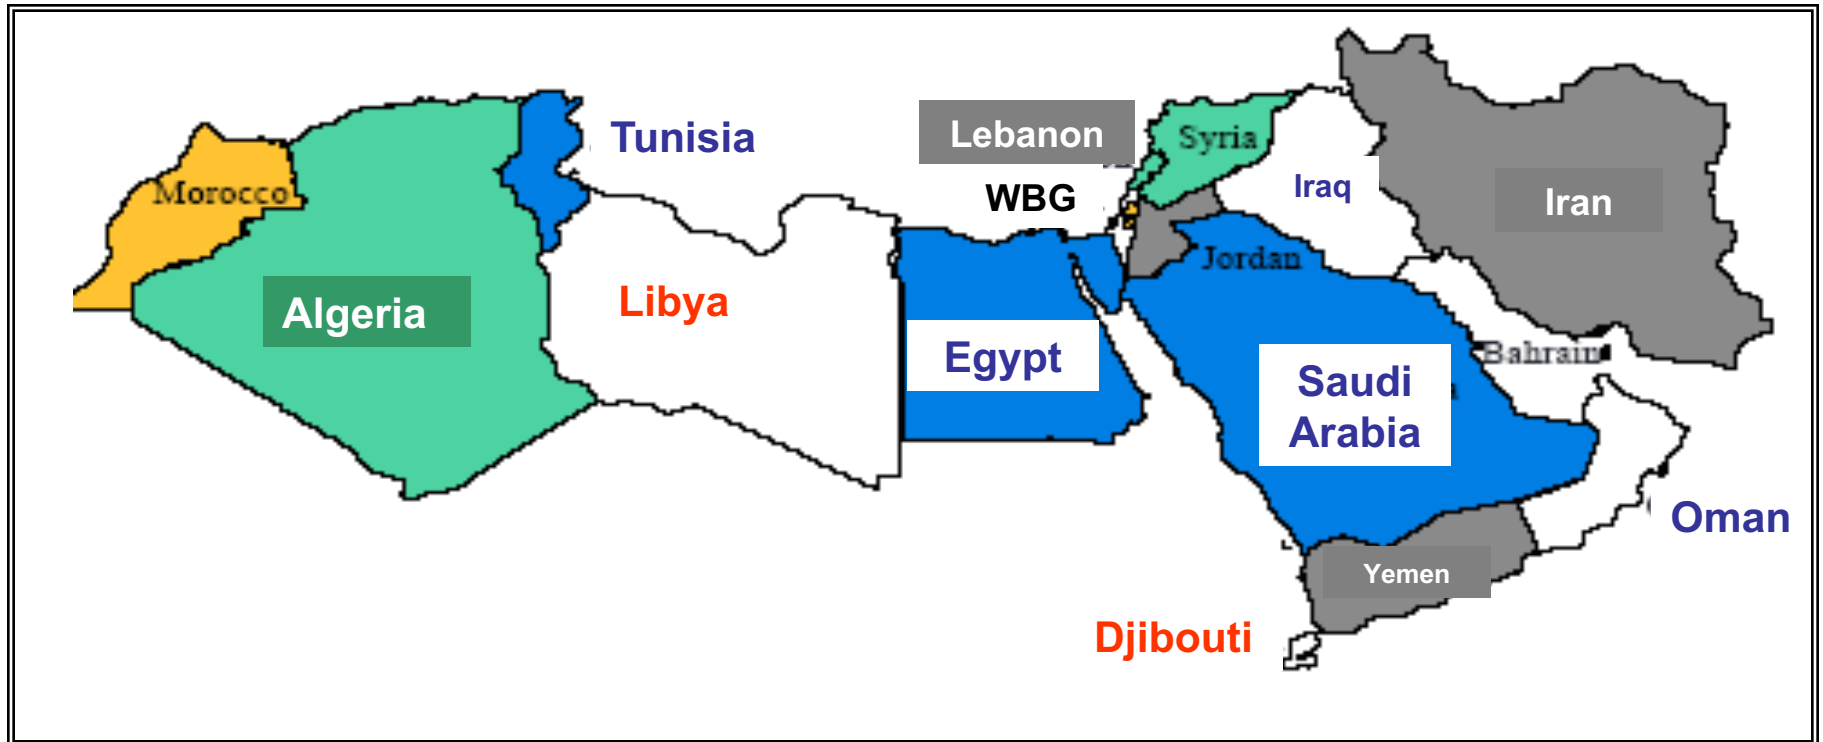 Tunisia
Lebanon
Syria
Morocco
WBG
Iraq
Iran
Jordan
Algeria
Libya
Egypt
Bahrain
Saudi
Arabia
Oman
Yemen
Djibouti